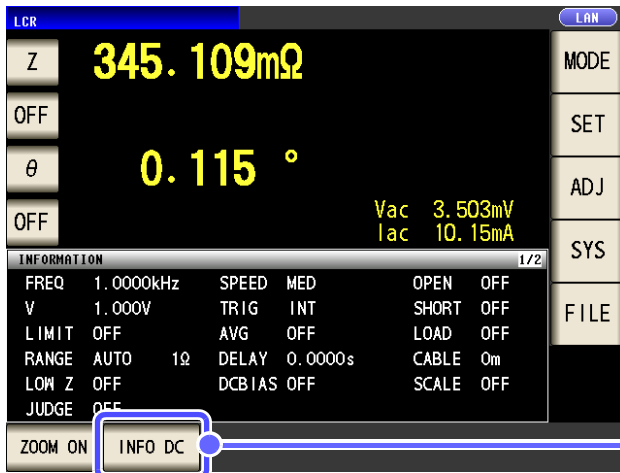 LCR LAN
Z 345.109mΩ MODE
OFF SET
θ 0.115 ° ADJ
OFF Vac 3.503mV
Iac 10.15mA SYS
INFORMATION 1/2
FREQ 1.0000kHz SPEED MED OPEN OFF
V 1.000V TRIG INT SHORT OFF FILE
LIMIT OFF AVG OFF LOAD OFF
RANGE AUTO 1Ω DELAY 0.0000s CABLE 0m
LOW Z OFF DCBIAS OFF SCALE OFF
JUDGE OFF
ZOOM ON INFO DC